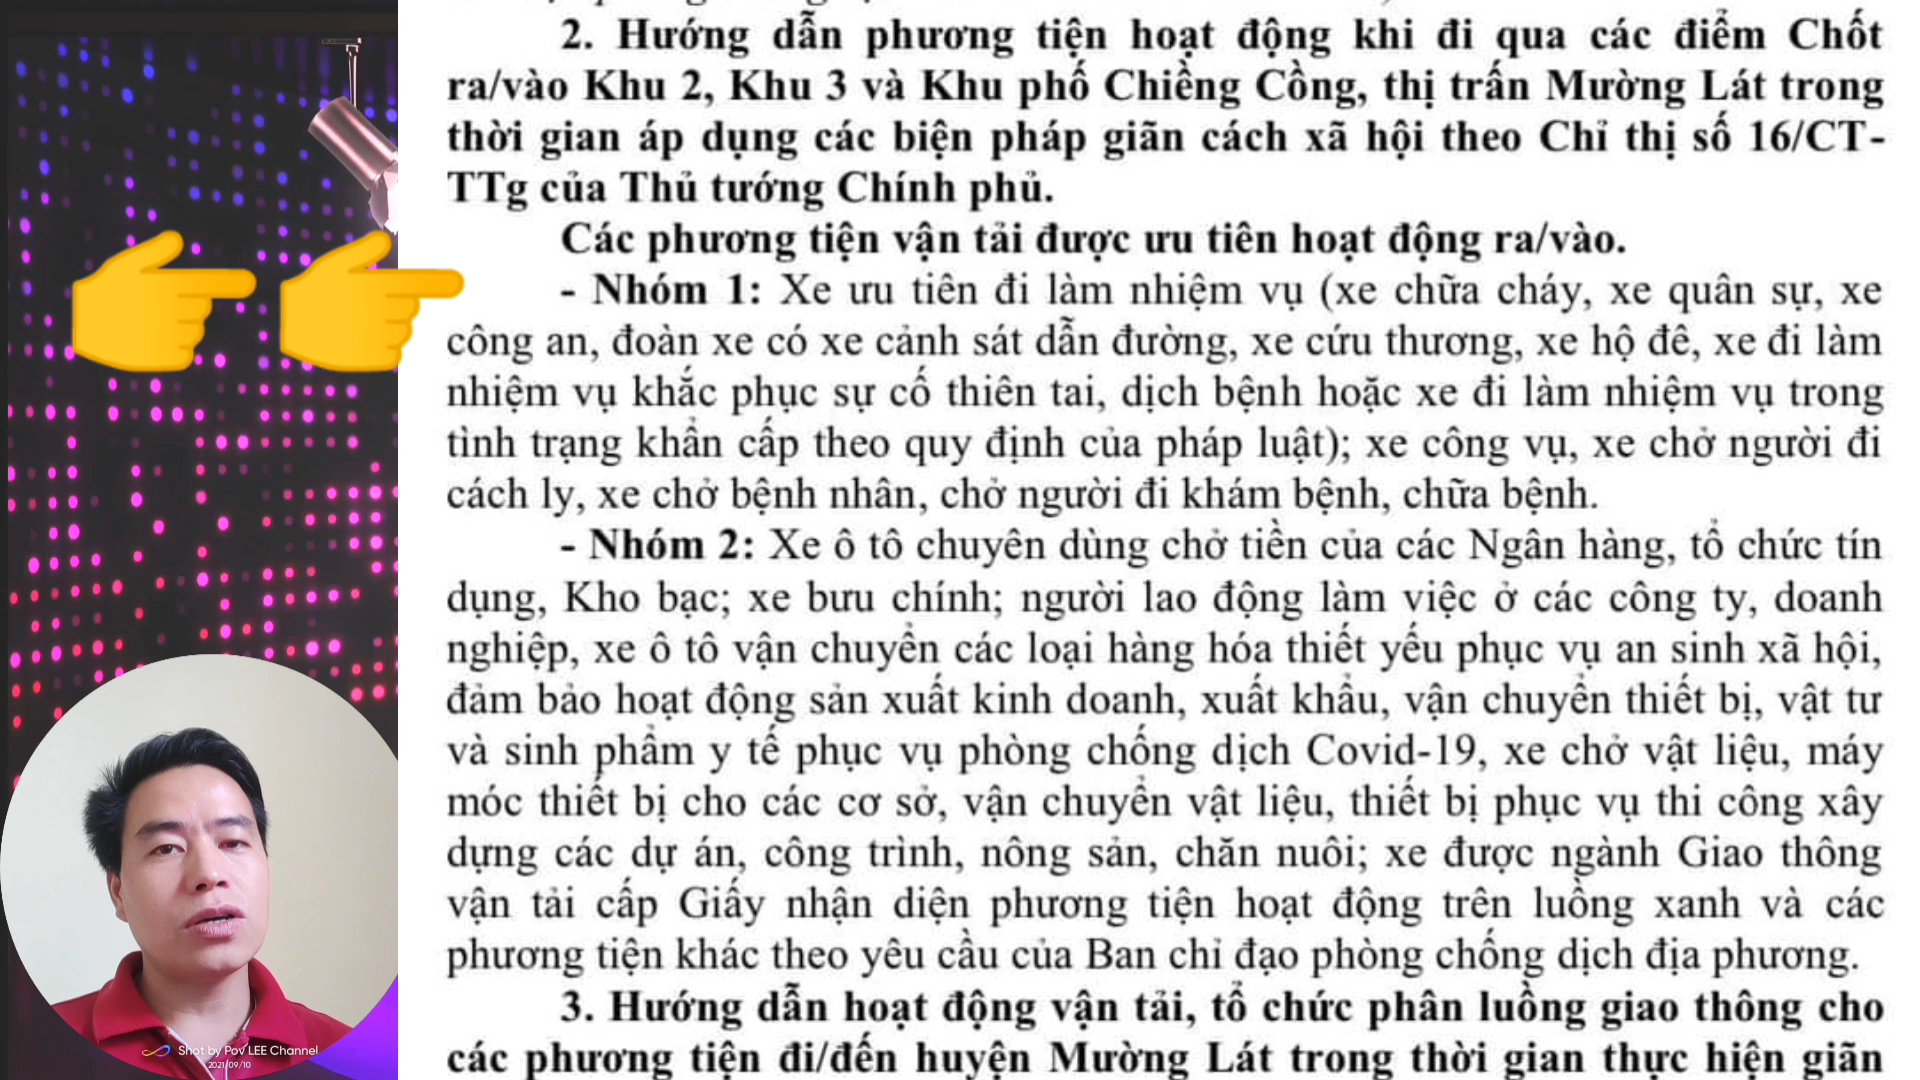 2. Hướng dẫn phương tiện hoạt động khi đi qua các điểm Chốt
ra/vào Khu 2, Khu 3 và Khu phố Chiềng Cồng, thị trấn Mường Lát trong
thời gian áp dụng các biện pháp giãn cách xã hội theo Chỉ thị số 16/CT-
TTg của Thủ tướng Chính phủ.
Các phương tiện vận tải được ưu tiên hoạt động ra/vào.
- Nhóm 1: Xe ưu tiên đi làm nhiệm vụ (xe chữa cháy, xe quân sự, xe
công an, đoàn xe có xe cảnh sát dẫn đường, xe cứu thương, xe hộ đê, xe đi làm
nhiệm vụ khắc phục sự cố thiên tai, dịch bệnh hoặc xe đi làm nhiệm vụ trong
tình trạng khẩn cấp theo quy định của pháp luật); xe công vụ, xe chở người đi
cách ly, xe chở bệnh nhân, chở người đi khám bệnh, chữa bệnh.
- Nhóm 2: Xe ô tô chuyên dùng chở tiền của các Ngân hàng, tổ chức tín
dụng, Kho bạc; xe bưu chính; người lao động làm việc ở các công ty, doanh
nghiệp, xe ô tô vận chuyển các loại hàng hóa thiết yếu phục vụ an sinh xã hội,
đảm bảo hoạt động sản xuất kinh doanh, xuất khẩu, vận chuyển thiết bị, vật tư
và sinh phẩm y tế phục vụ phòng chống dịch Covid-19, xe chở vật liệu, máy
móc thiết bị cho các cơ sở, vận chuyển vật liệu, thiết bị phục vụ thi công xây
dựng các dự án, công trình, nông sản, chăn nuôi; xe được ngành Giao thông
vận tải cấp Giấy nhận diện phương tiện hoạt động trên luồng xanh và các
phương tiện khác theo yêu cầu của Ban chỉ đạo phòng chống dịch địa phương.
3. Hướng dẫn hoạt động vận tải, tổ chức phân luồng giao thông cho
các phương tiện đi/đến huyện Mường Lát trong thời gian thực hiện giãn
Shot by Pov LEE Channel
2021/09/10